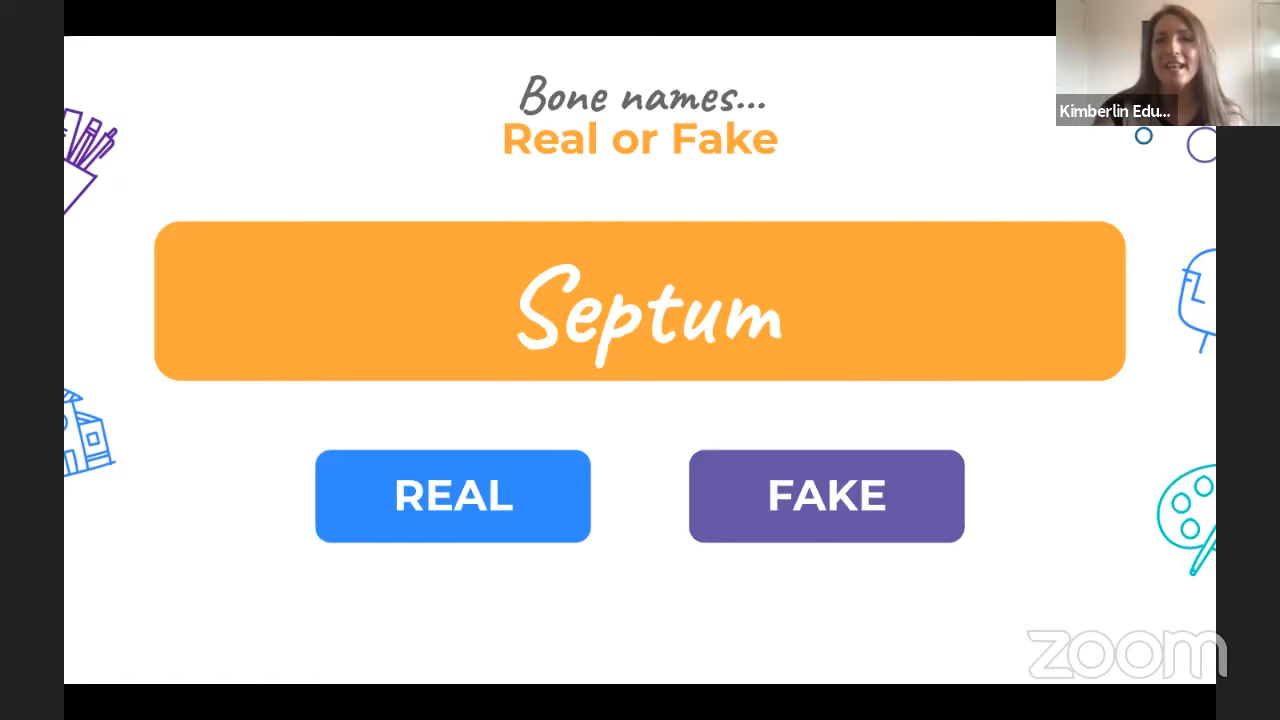 Bone names...
Real or Fake
Kimberlin Edu...
Septum
REAL
FAKE
zoom